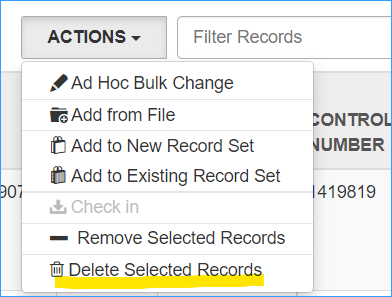 ACTIONS
Filter Records
Ad Hoc Bulk Change
Add from File
CONTROL
NUMBER
Add to New Record Set
Add to Existing Record Set
907
1419819
Check in
Remove Selected Records
Delete Selected Records